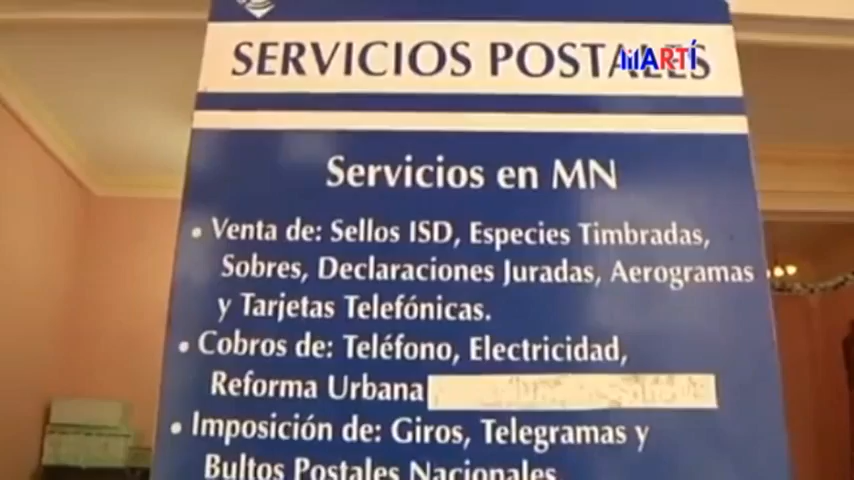 SERVICIOS POSTALES
MARTÍ
Servicios en MN
• Venta de: Sellos ISD, Especies Timbradas,
Sobres, Declaraciones Juradas, Aerogramas
y Tarjetas Telefónicas.
• Cobros de: Teléfono, Electricidad,
Reforma Urbana
• Imposición de: Giros, Telegramas y
Bultos Postales Nacionales